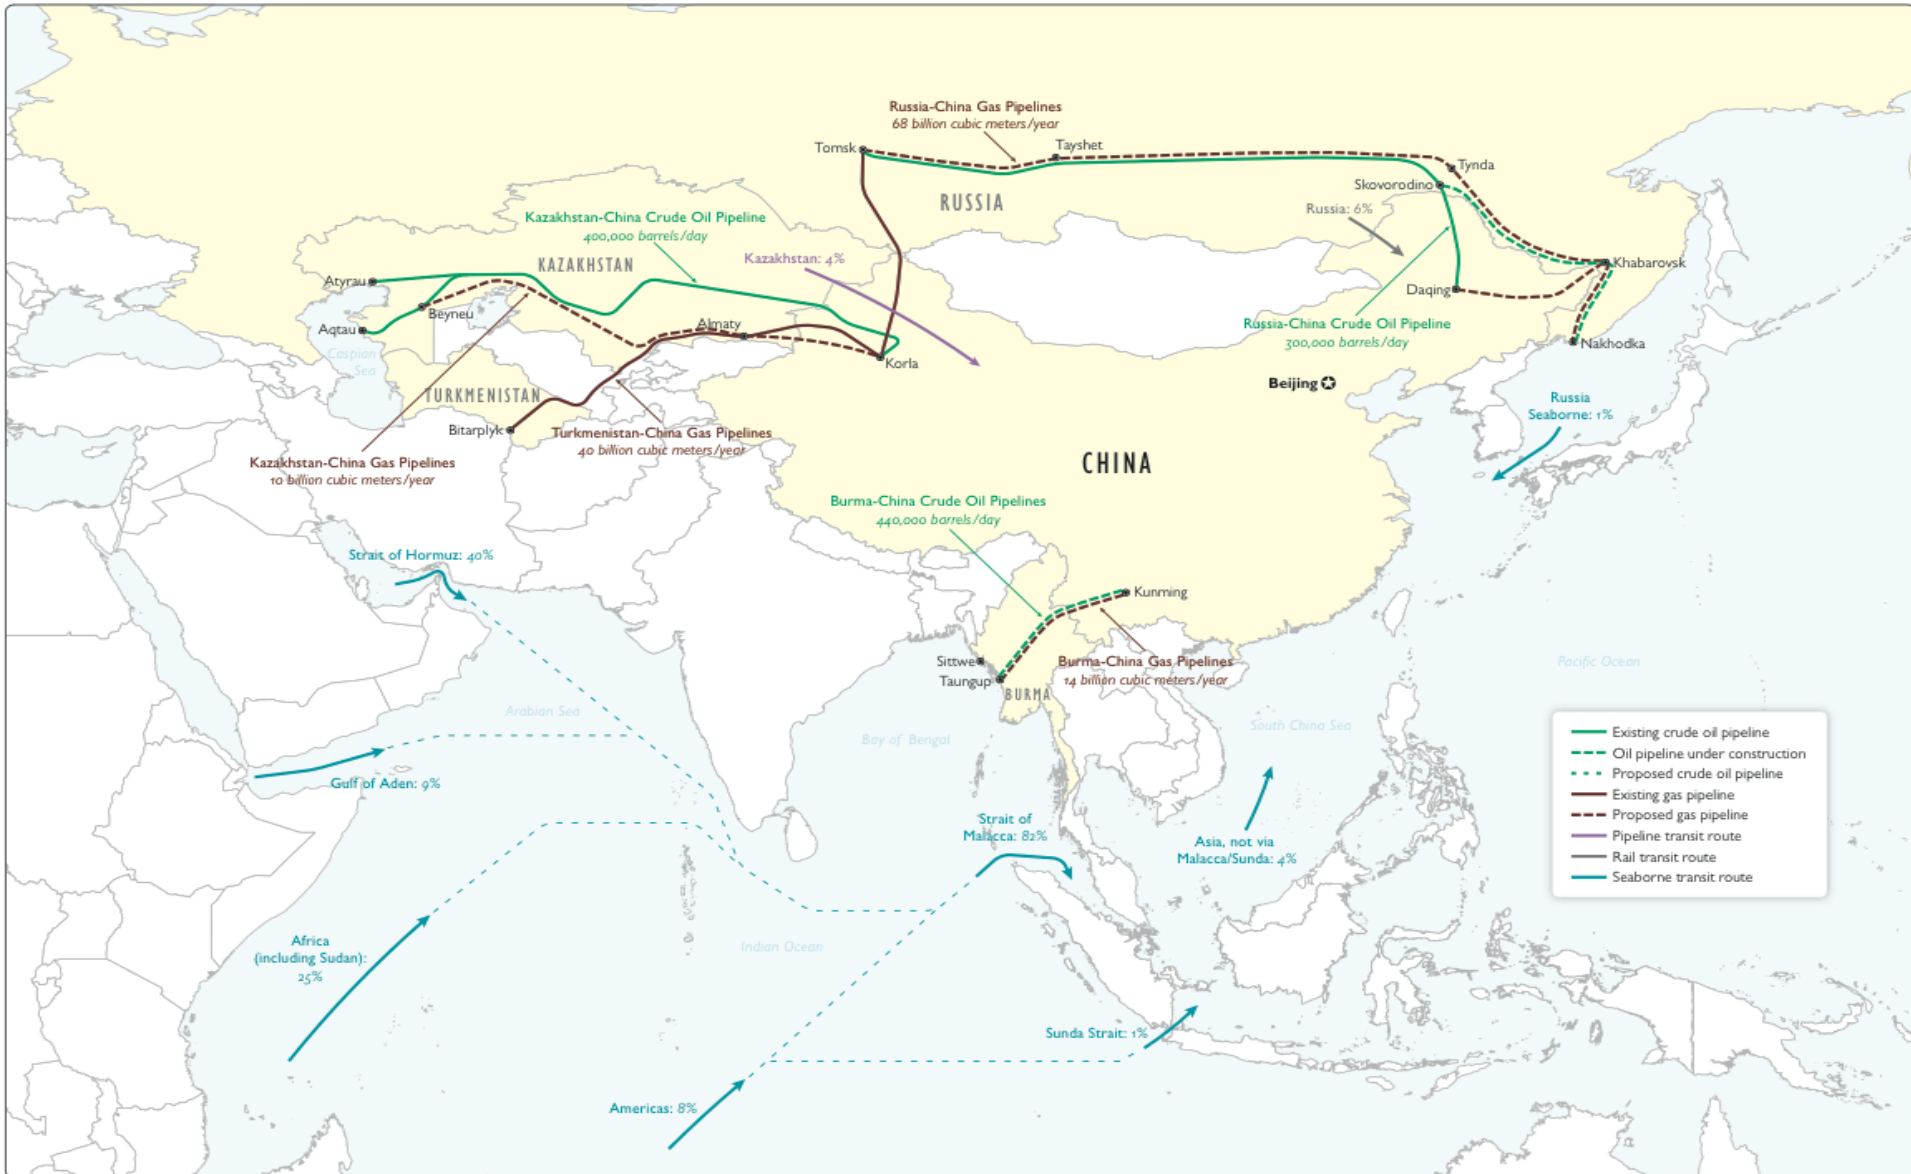 Russia-China Gas Pipelines
68 billion cubic meters/year
Tomsk
Tayshet
Tynda
Skovorodino
RUSSIA
Russia: 6%
Kazakhstan-China Crude Oil Pipeline
400,000 barrels/day
KAZAKHSTAN
Kazakhstan: 4%
Khabarovsk
Atyrau
Daqing
Beyneu
Aqtau
Almaty
Russia-China Crude Oil Pipeline
300,000 barrels/day
Nakhodka
Caspian
Sea
Korla
Beijing
TURKMENISTAN
Russia
Seaborne: 1%
Bitarplyk
Turkmenistan-China Gas Pipelines
40 billion cubic meters/year
Kazakhstan-China Gas Pipelines
10 billion cubic meters/year
CHINA
Burma-China Crude Oil Pipelines
440,000 barrels/day
Strait of Hormuz: 40%
Kunming
Sittwe
Taungup
Burma-China Gas Pipelines
14 billion cubic meters/year
BURMA
Pacific Ocean
Arabian Sea
Bay of Bengal
South China Sea
Gulf of Aden: 9%
Strait of
Malacca: 82%
Asia, not via
Malacca/Sunda: 4%
Existing crude oil pipeline
Oil pipeline under construction
Proposed crude oil pipeline
Existing gas pipeline
Proposed gas pipeline
Pipeline transit route
Rail transit route
Seaborne transit route
Africa
(including Sudan):
25%
Indian Ocean
Sunda Strait: 1%
Americas: 8%